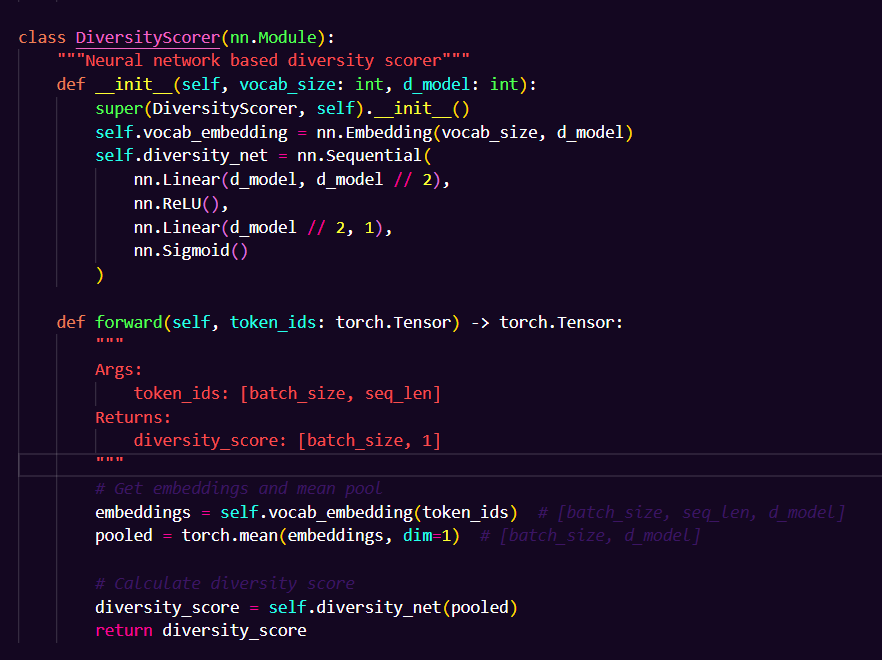 class DiversityScorer(nn.Module):
    """Neural network based diversity scorer"""
    def __init__(self, vocab_size: int, d_model: int):
        super(DiversityScorer, self).__init__()
        self.vocab_embedding = nn.Embedding(vocab_size, d_model)
        self.diversity_net = nn.Sequential(
            nn.Linear(d_model, d_model // 2),
            nn.ReLU(),
            nn.Linear(d_model // 2, 1),
            nn.Sigmoid()
        )
    def forward(self, token_ids: torch.Tensor) -> torch.Tensor:
        """
        Args:
            token_ids: [batch_size, seq_len]
        Returns:
            diversity_score: [batch_size, 1]
        """
        # Get embeddings and mean pool
        embeddings = self.vocab_embedding(token_ids)  # [batch_size, seq_len, d_model]
        pooled = torch.mean(embeddings, dim=1)  # [batch_size, d_model]
        # Calculate diversity score
        diversity_score = self.diversity_net(pooled)
        return diversity_score